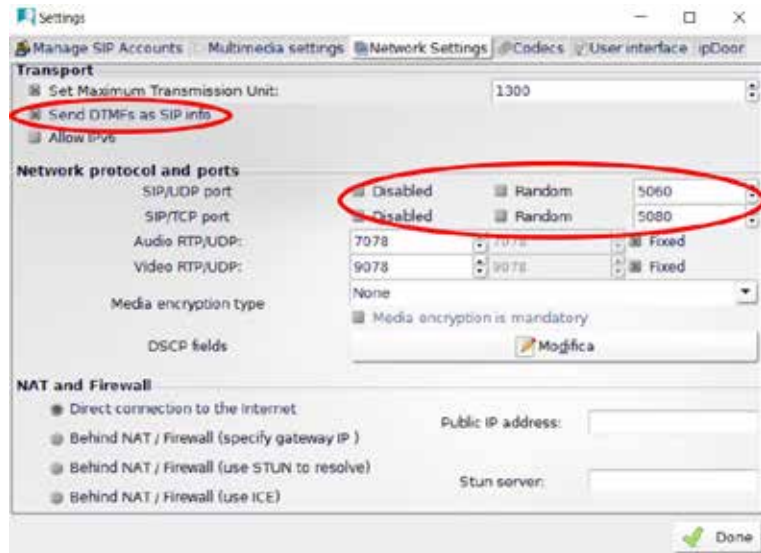 Settings
Manage SIP Accounts Multimedia settings Network Settings Codecs User interface ipDoor
Transport
Set Maximum Transmission Unit: 1300
Send DTMFs as SIP info
Allow IPv6
Network protocol and ports
SIP/UDP port Disabled Random 5060
SIP/TCP port Disabled Random 5080
Audio RTP/UDP: 7078 7078 Fixed
Video RTP/UDP: 9078 9078 Fixed
Media encryption type None
Media encryption is mandatory
DSCP fields Modifica
NAT and Firewall
Direct connection to the Internet
Public IP address:
Behind NAT / Firewall (specify gateway IP )
Behind NAT / Firewall (use STUN to resolve)
Stun server:
Behind NAT / Firewall (use ICE)
Done